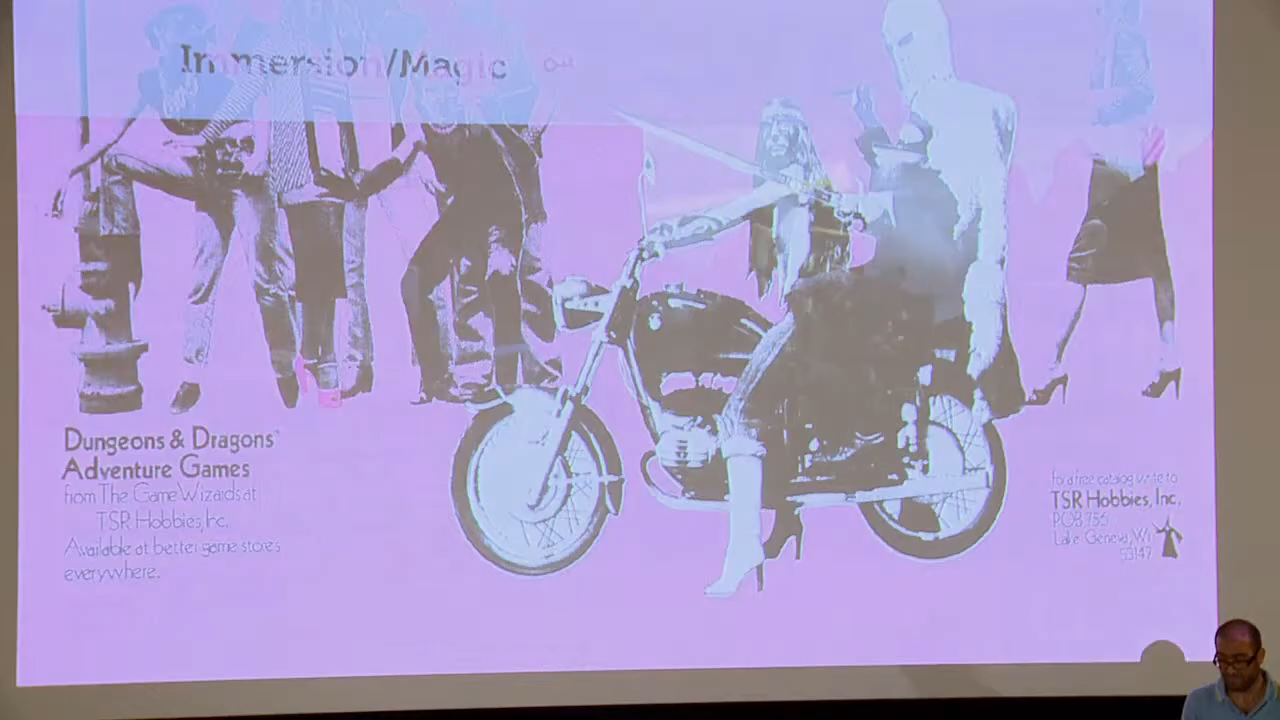 Immersion/Magic
Dungeons & Dragons
Adventure Games
from The Game Wizards at
TSR Hobbies, Inc.
Available at better game stores
everywhere.
for a free catalog write to
TSR Hobbies, Inc.
POB 756
Lake Geneva, WI
53147